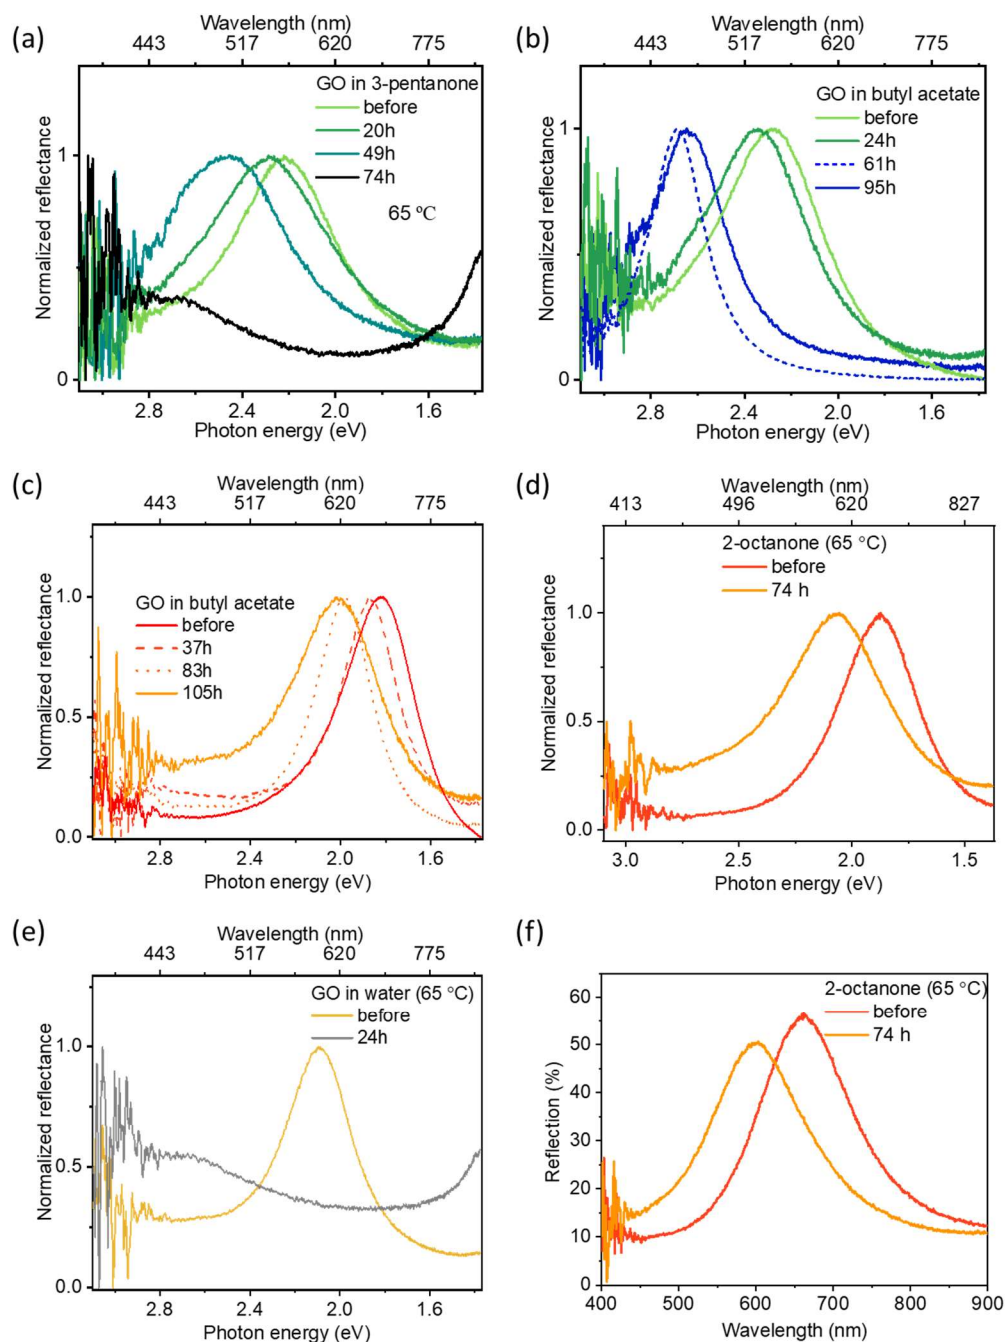 (a)
Wavelength (nm)
443 517 620 775
GO in 3-pentanone
before
20h
49h
74h
65 ℃
1
0
Normalized reflectance
2.8 2.4 2.0 1.6
Photon energy (eV)
(b)
Wavelength (nm)
443 517 620 775
GO in butyl acetate
before
24h
61h
95h
1
0
Normalized reflectance
2.8 2.4 2.0 1.6
Photon energy (eV)
(c)
Wavelength (nm)
443 517 620 775
GO in butyl acetate
before
37h
83h
105h
1.0
0.5
0.0
Normalized reflectance
2.8 2.4 2.0 1.6
Photon energy (eV)
(d)
Wavelength (nm)
413 496 620 827
2-octanone (65 °C)
before
74 h
1.0
0.5
0.0
Normalized reflectance
3.0 2.5 2.0 1.5
Photon energy (eV)
(e)
Wavelength (nm)
443 517 620 775
GO in water (65 °C)
before
24h
1.0
0.5
0.0
Normalized reflectance
2.8 2.4 2.0 1.6
Photon energy (eV)
(f)
2-octanone (65 °C)
before
74 h
60
50
40
30
20
10
0
Reflection (%)
400 500 600 700 800 900
Wavelength (nm)